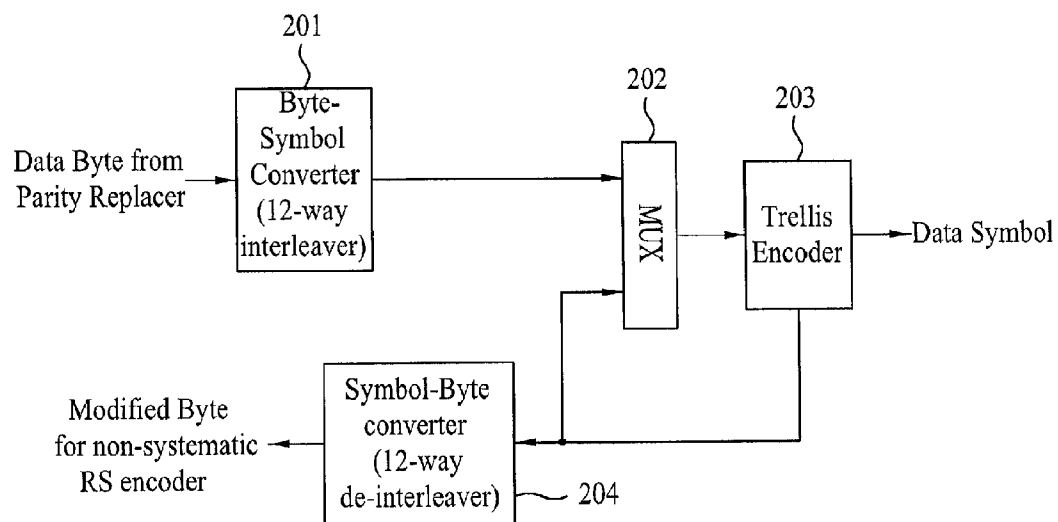 201
Byte-
Symbol
Converter
(12-way
interleaver)
Data Byte from
Parity Replacer
202
MUX
203
Trellis
Encoder
Data Symbol
Symbol-Byte
converter
(12-way
de-interleaver)
204
Modified Byte
for non-systematic
RS encoder